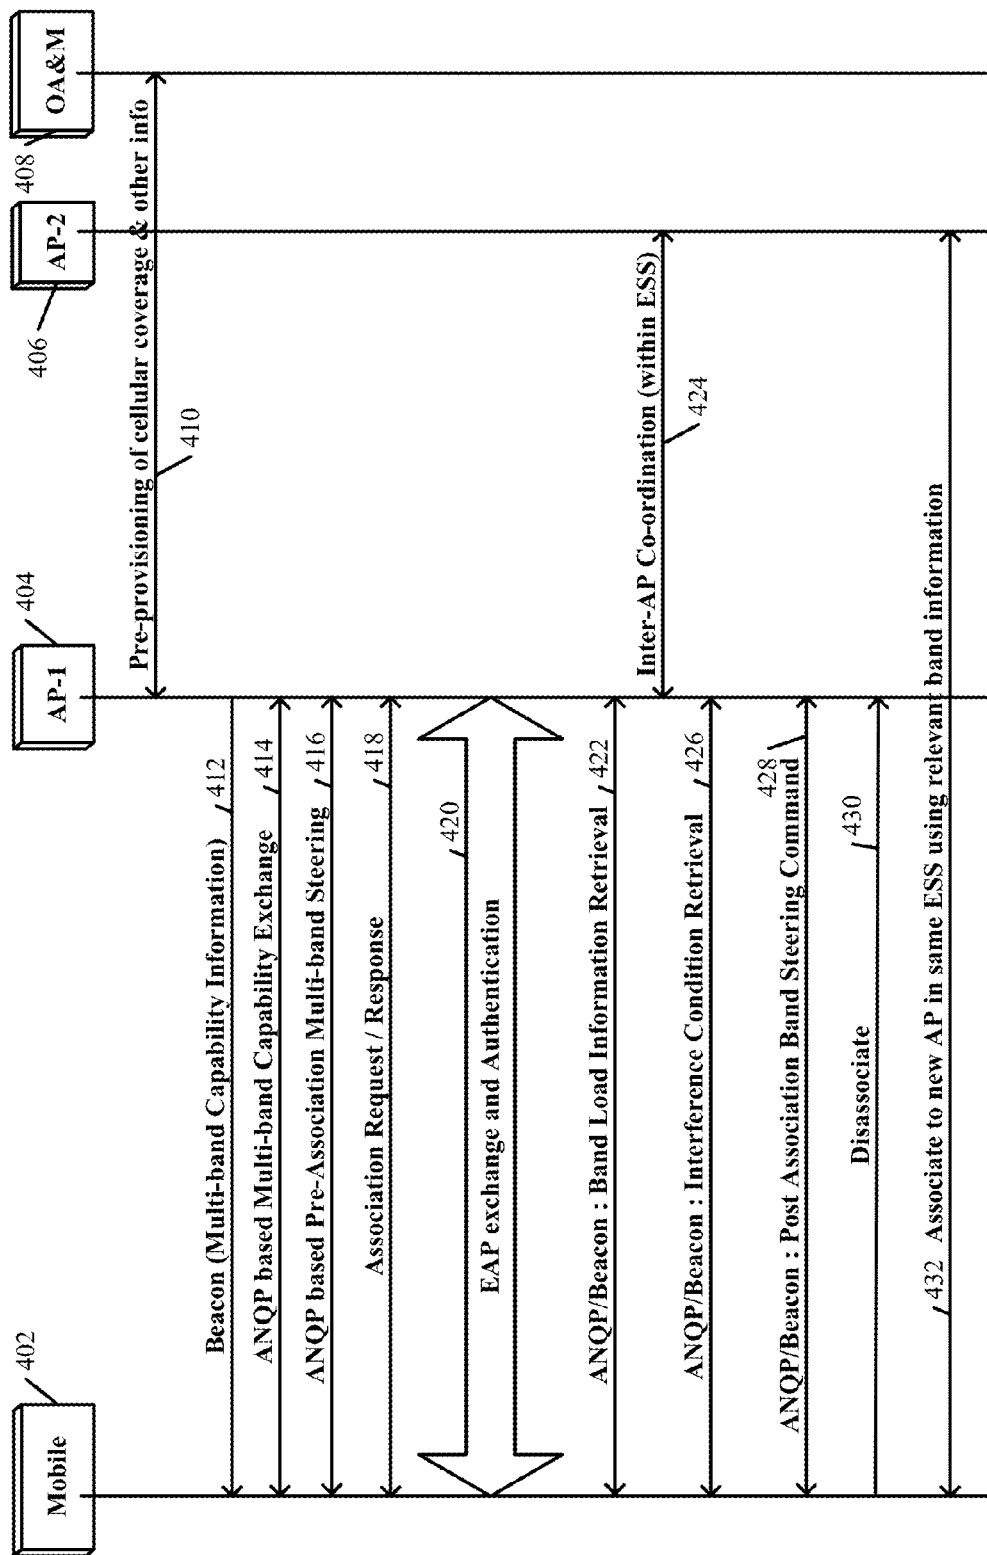 Mobile
402
AP-1
404
AP-2
406
OA&M
408
Pre-provisioning of cellular coverage & other info
410
Beacon (Multi-band Capability Information)
412
ANQP based Multi-band Capability Exchange
414
ANQP based Pre-Association Multi-band Steering
416
Association Request / Response
418
420
EAP exchange and Authentication
ANQP/Beacon : Band Load Information Retrieval
422
Inter-AP Co-ordination (within ESS)
424
ANQP/Beacon : Interference Condition Retrieval
426
ANQP/Beacon : Post Association Band Steering Command
428
Disassociate
430
432
Associate to new AP in same ESS using relevant band information